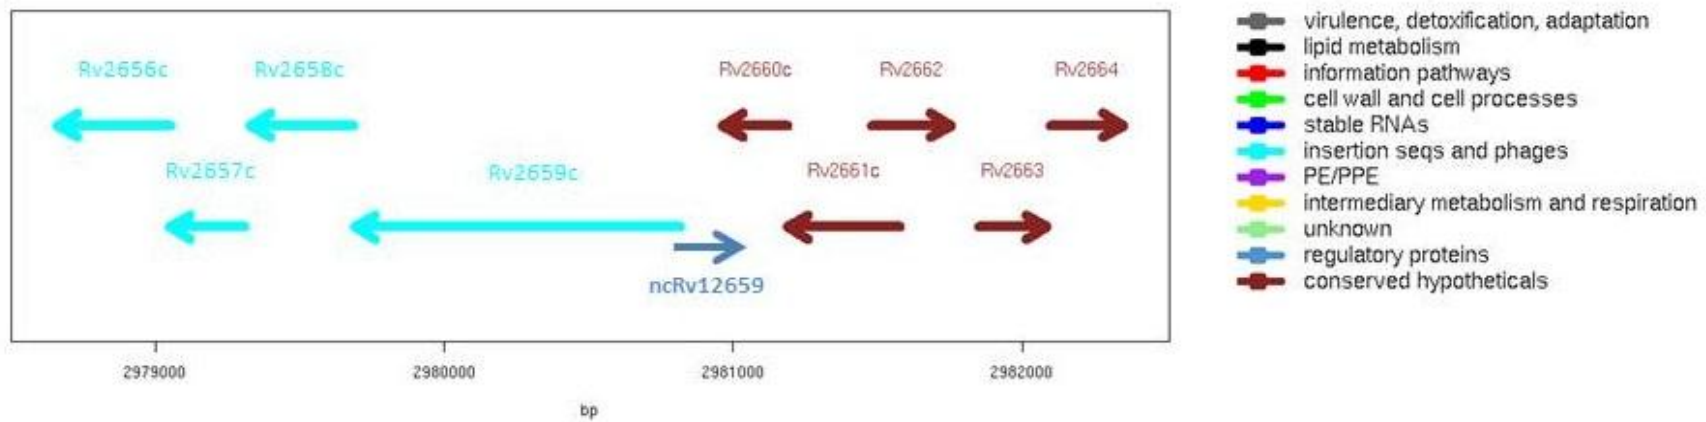 Rv2656c Rv2658c Rv2660c Rv2662 Rv2664
Rv2657c Rv2659c Rv2661c Rv2663
ncRv12659
2979000 2980000 2981000 2982000
bp
virulence, detoxification, adaptation
lipid metabolism
information pathways
cell wall and cell processes
stable RNAs
insertion seqs and phages
PE/PPE
intermediary metabolism and respiration
unknown
regulatory proteins
conserved hypotheticals